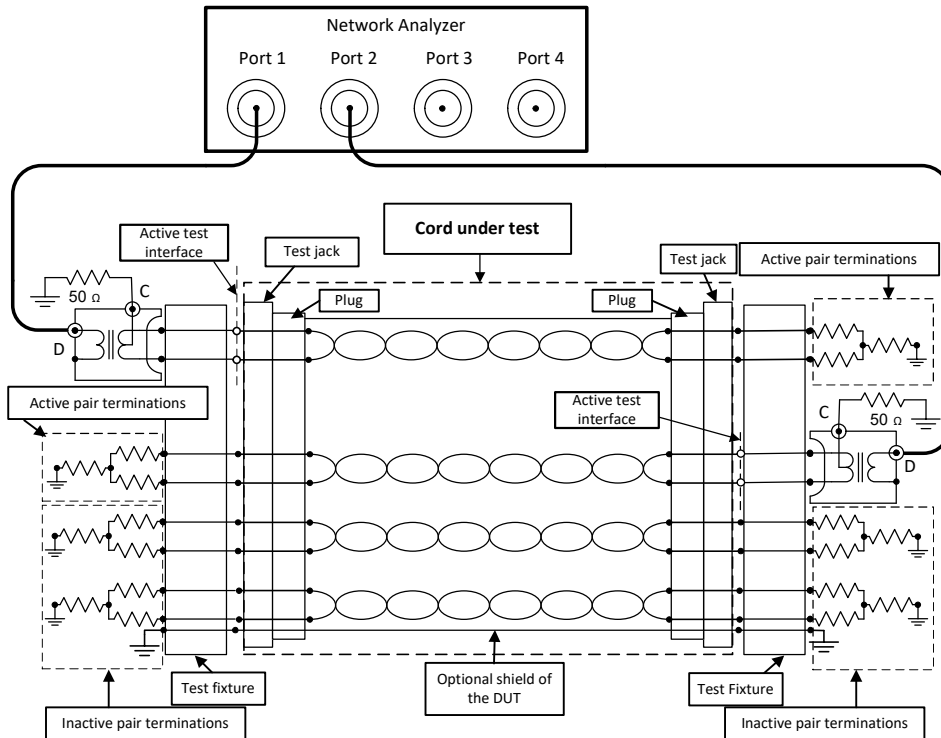 Network Analyzer
Port 1
Port 2
Port 3
Port 4
Cord under test
Active test
interface
Test jack
Test jack
Active pair terminations
Plug
Plug
50 Ω
C
D
Active pair terminations
Active test
interface
C
50 Ω
D
Test fixture
Optional shield of
the DUT
Test Fixture
Inactive pair terminations
Inactive pair terminations